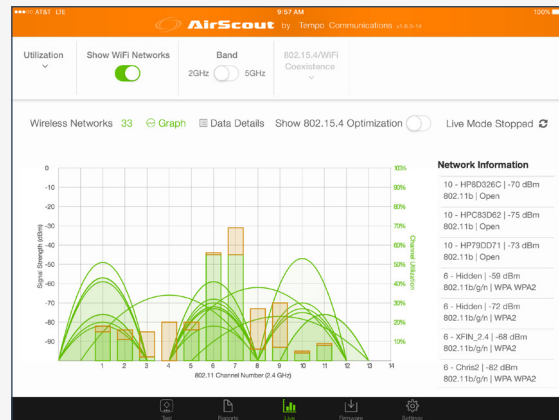 AT&T LTE
9:57 AM
100%
AirScout by Tempo Communications
Utilization
Show WiFi Networks
Band
2GHz
5GHz
802.15.4/WiFi
Coexistence
Wireless Networks 33
Graph
Data Details
Show 802.15.4 Optimization
Live Mode Stopped
Signal Strength (dBm)
0
-10
-20
-30
-40
-50
-60
-70
-80
-90
100%
90%
80%
70%
60%
50%
40%
30%
20%
10%
Channel Utilization
1 2 3 4 5 6 7 8 9 10 11 12 13 14
802.11 Channel Number (2.4 GHz)
Network Information
10 - HP8D326C | -70 dBm
802.11b | Open
10 - HPC83D62 | -75 dBm
802.11b | Open
10 - HP79DD71 | -73 dBm
802.11b | Open
6 - Hidden | -59 dBm
802.11b/g/n | WPA WPA2
6 - Hidden | -72 dBm
802.11b/g/n | WPA2
6 - XFIN_2.4 | -68 dBm
802.11b/g/n | WPA2
6 - Chris2 | -82 dBm
802.11b/g/n | WPA WPA2
Test
Reports
Live
Firmware
Settings